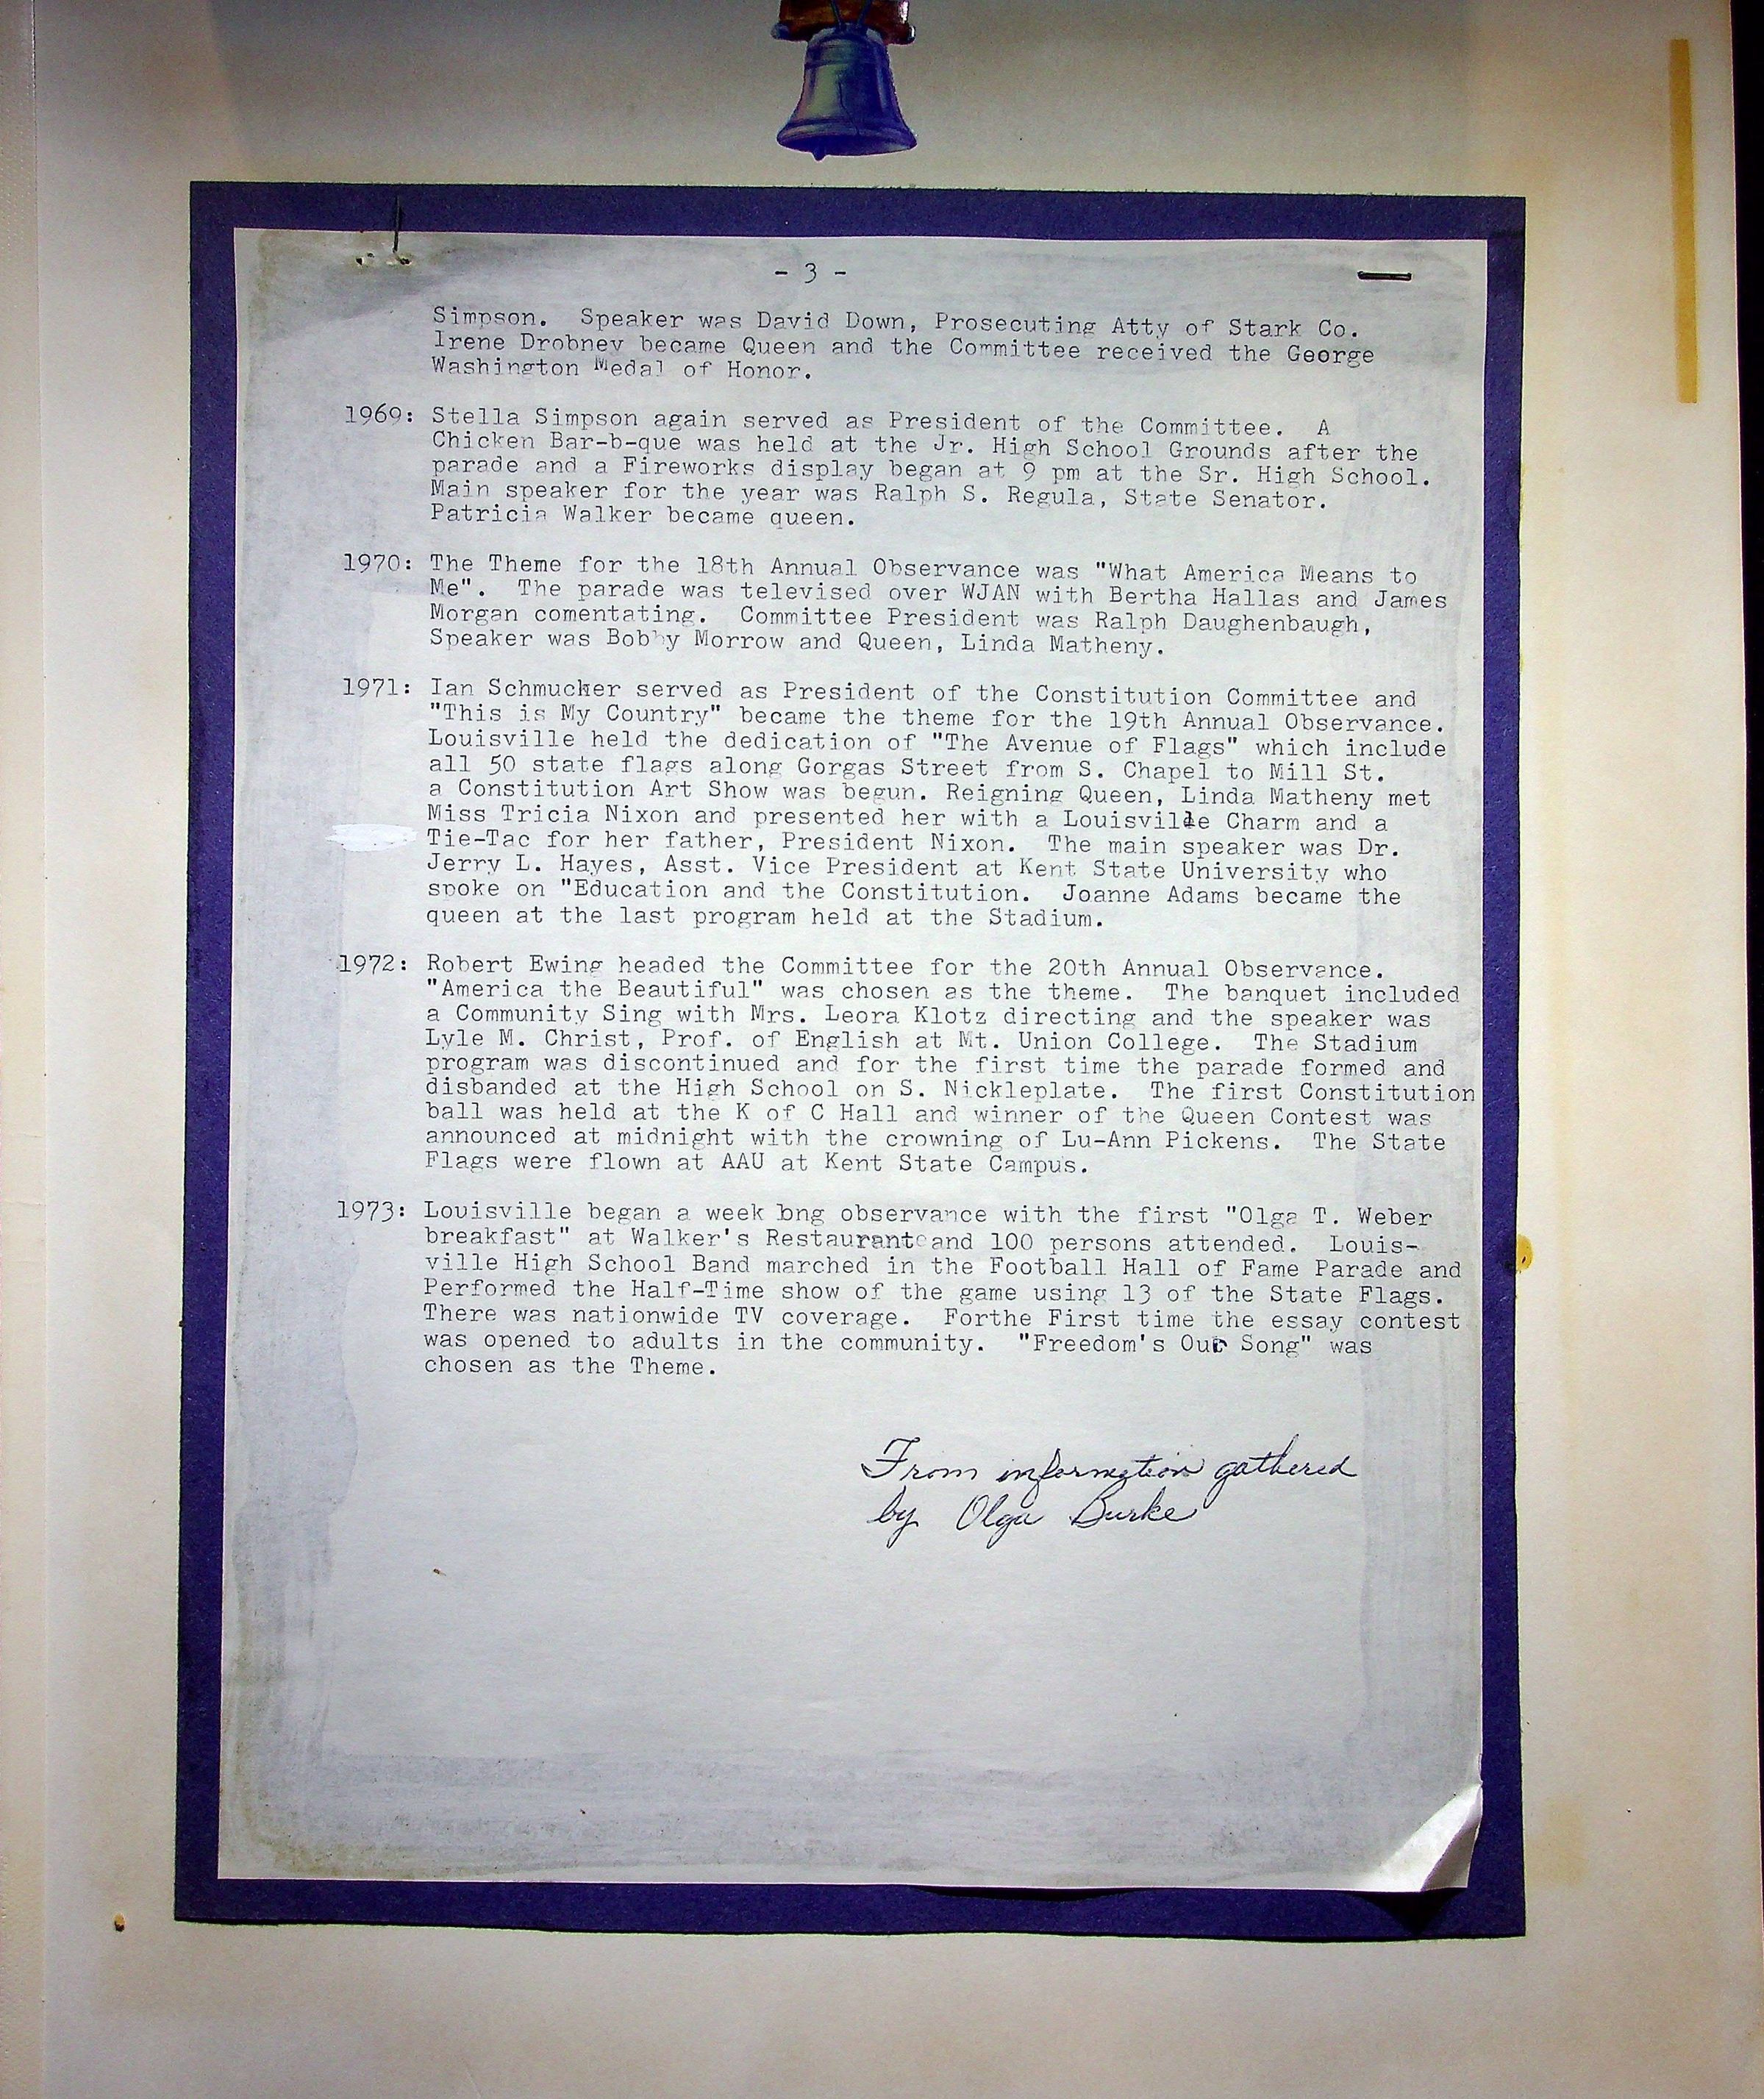 - 3 -
Simpson. Speaker was David Down, Prosecuting Atty of Stark Co.
Irene Drobney became Queen and the Committee received the George
Washington Medal of Honor.
1969: Stella Simpson again served as President of the Committee. A
Chicken Bar-b-que was held at the Jr. High School Grounds after the
parade and a Fireworks display began at 9 pm at the Sr. High School.
Main speaker for the year was Ralph S. Regula, State Senator.
Patricia Walker became queen.
1970: The Theme for the 18th Annual Observance was "What America Means to
Me". The parade was televised over WJAN with Bertha Hallas and James
Morgan comentating. Committee President was Ralph Daughenbaugh,
Speaker was Bobby Morrow and Queen, Linda Matheny.
1971: Ian Schmucker served as President of the Constitution Committee and
"This is My Country" became the theme for the 19th Annual Observance.
Louisville held the dedication of "The Avenue of Flags" which include
all 50 state flags along Gorgas Street from S. Chapel to Mill St.
a Constitution Art Show was begun. Reigning Queen, Linda Matheny met
Miss Tricia Nixon and presented her with a Louisville Charm and a
Tie-Tac for her father, President Nixon. The main speaker was Dr.
Jerry L. Hayes, Asst. Vice President at Kent State University who
spoke on "Education and the Constitution. Joanne Adams became the
queen at the last program held at the Stadium.
1972: Robert Ewing headed the Committee for the 20th Annual Observance.
"America the Beautiful" was chosen as the theme. The banquet included
a Community Sing with Mrs. Leora Klotz directing and the speaker was
Lyle M. Christ, Prof. of English at Mt. Union College. The Stadium
program was discontinued and for the first time the parade formed and
disbanded at the High School on S. Nickleplate. The first Constitution
ball was held at the K of C Hall and winner of the Queen Contest was
announced at midnight with the crowning of Lu-Ann Pickens. The State
Flags were flown at AAU at Kent State Campus.
1973: Louisville began a week long observance with the first "Olga T. Weber
breakfast" at Walker's Restaurant and 100 persons attended. Louis-
ville High School Band marched in the Football Hall of Fame Parade and
Performed the Half-Time show of the game using 13 of the State Flags.
There was nationwide TV coverage. Forthe First time the essay contest
was opened to adults in the community. "Freedom's Our Song" was
chosen as the Theme.
From information gathered
by Olga Burke